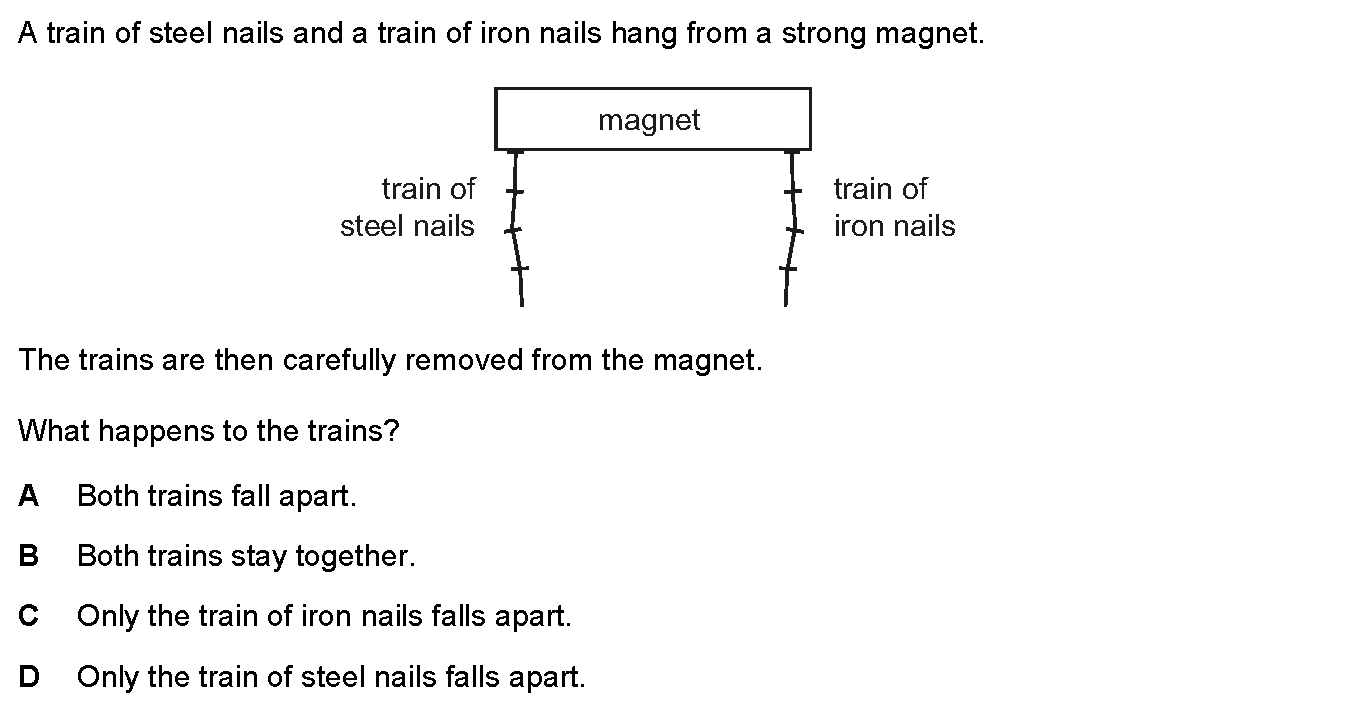 A train of steel nails and a train of iron nails hang from a strong magnet.
magnet
train of
steel nails
train of
iron nails
The trains are then carefully removed from the magnet.
What happens to the trains?
A Both trains fall apart.
B Both trains stay together.
C Only the train of iron nails falls apart.
D Only the train of steel nails falls apart.